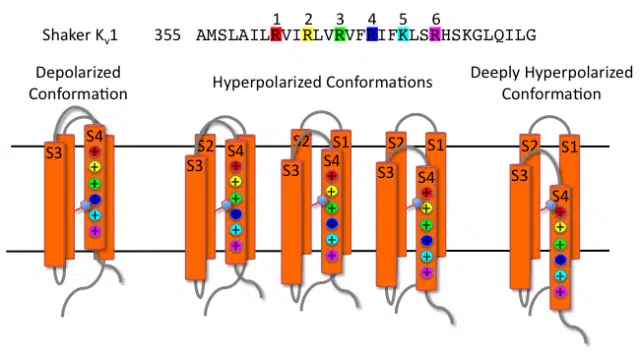 1 2 3 4 5 6
Shaker Kv1 355 AMSLAILRVIRLVRVFRIFKLSRHSKGLQILG
Depolarized
Conformation
Hyperpolarized Conformations
Deeply Hyperpolarized
Conformation
S3 S4
S3 S2 S4
S3 S2 S4 S1
S3 S2 S4 S1
S3 S2 S4 S1